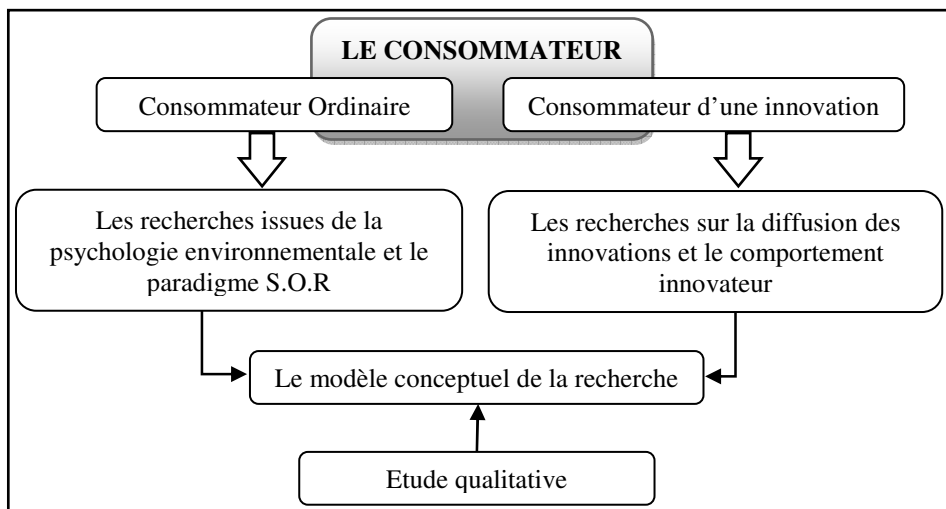 LE CONSOMMATEUR
Consommateur Ordinaire
Consommateur d’une innovation
Les recherches issues de la
psychologie environnementale et le
paradigme S.O.R
Les recherches sur la diffusion des
innovations et le comportement
innovateur
Le modèle conceptuel de la recherche
Etude qualitative